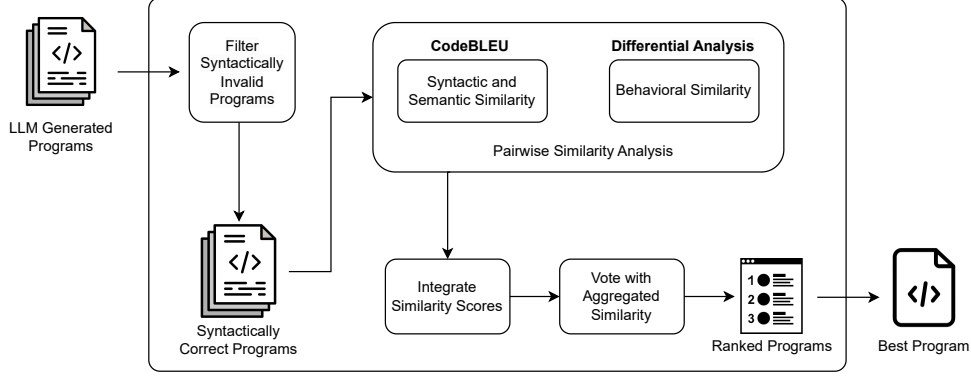 LLM Generated
Programs
Filter
Syntactically
Invalid
Programs
Syntactically
Correct Programs
CodeBLEU
Syntactic and
Semantic Similarity
Differential Analysis
Behavioral Similarity
Pairwise Similarity Analysis
Integrate
Similarity Scores
Vote with
Aggregated
Similarity
1
2
3
Ranked Programs
Best Program